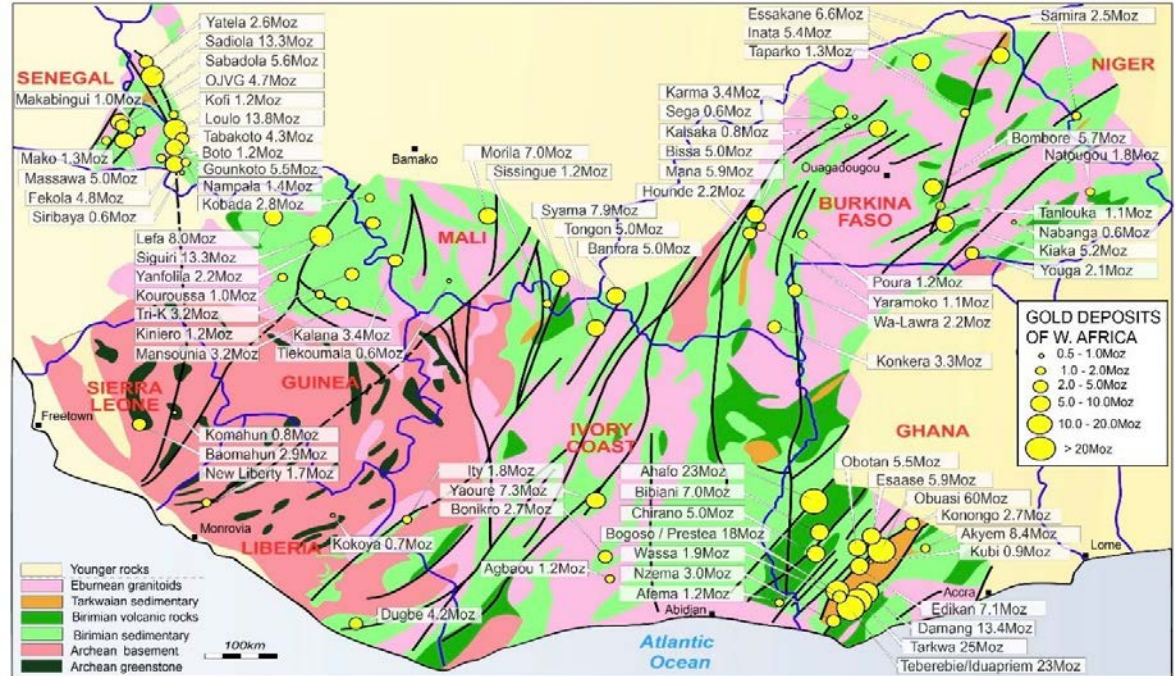 Yatela 2.6Moz
Sadiola 13.3Moz
Sabadola 5.6Moz
OJVG 4.7Moz
SENEGAL
Makabingui 1.0Moz
Kofi 1.2Moz
Loulo 13.8Moz
Tabakoto 4.3Moz
Boto 1.2Moz
Gounkoto 5.5Moz
Nampala 1.4Moz
Kobada 2.8Moz
Mako 1.3Moz
Massawa 5.0Moz
Fekola 4.8Moz
Siribaya 0.6Moz
Bamako
Morila 7.0Moz
Sissingue 1.2Moz
Syama 7.9Moz
Tongon 5.0Moz
Banfora 5.0Moz
MALI
Lefa 8.0Moz
Siguiri 13.3Moz
Yanfolila 2.2Moz
Kouroussa 1.0Moz
Tri-K 3.2Moz
Kiniero 1.2Moz
Mansounia 3.2Moz
Kalana 3.4Moz
Tiekoumala 0.6Moz
Essakane 6.6Moz
Inata 5.4Moz
Taparko 1.3Moz
Samira 2.5Moz
NIGER
Karma 3.4Moz
Sega 0.6Moz
Kalsaka 0.8Moz
Bissa 5.0Moz
Mana 5.9Moz
Hounde 2.2Moz
Ouagadougou
BURKINA
FASO
Bombore 5.7Moz
Natougou 1.8Moz
Tanlouka 1.1Moz
Nabanga 0.6Moz
Kiaka 5.2Moz
Youga 2.1Moz
Poura 1.2Moz
Yaramoko 1.1Moz
Wa-Lawra 2.2Moz
Konkera 3.3Moz
GOLD DEPOSITS
OF W. AFRICA
0.5 - 1.0Moz
1.0 - 2.0Moz
2.0 - 5.0Moz
5.0 - 10.0Moz
10.0 - 20.0Moz
> 20Moz
SIERRA
LEONE
Freetown
GUINEA
Komahun 0.8Moz
Baomahun 2.9Moz
New Liberty 1.7Moz
Monrovia
LIBERIA
Kokoya 0.7Moz
Dugbe 4.2Moz
IVORY
COAST
Ity 1.8Moz
Yaoure 7.3Moz
Bonikro 2.7Moz
Agbaou 1.2Moz
GHANA
Ahafo 23Moz
Bibiani 7.0Moz
Chirano 5.0Moz
Bogoso / Prestea 18Moz
Wassa 1.9Moz
Nzema 3.0Moz
Afema 1.2Moz
Abidjan
Obotan 5.5Moz
Esaase 5.9Moz
Obuasi 60Moz
Konongo 2.7Moz
Akyem 8.4Moz
Kubi 0.9Moz
Lome
Accra
Edikan 7.1Moz
Damang 13.4Moz
Tarkwa 25Moz
Teberebie/Iduapriem 23Moz
Atlantic
Ocean
Younger rocks
Eburnean granitoids
Tarkwaian sedimentary
Birimian volcanic rocks
Birimian sedimentary
Archean basement
Archean greenstone
100km